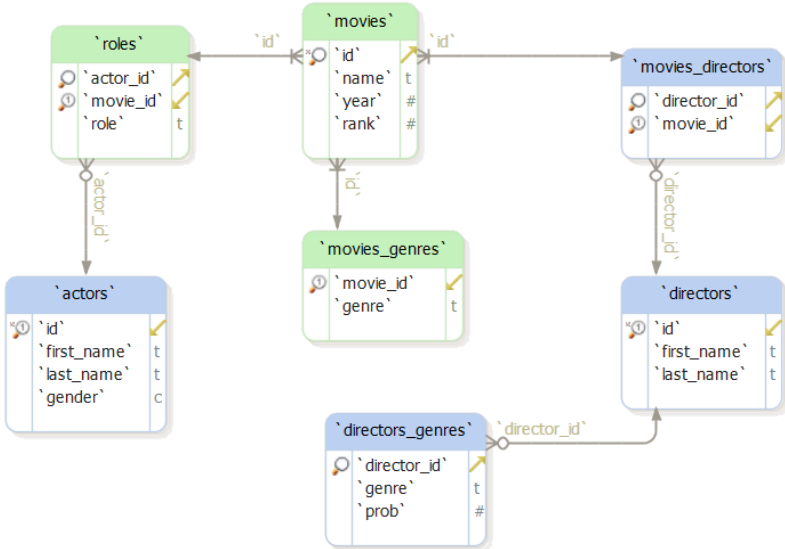 `movies`
`id`
`name` t
`year` #
`rank` #
`roles`
`actor_id`
`movie_id`
`role` t
`id`
`id`
`movies_directors`
`director_id`
`movie_id`
`actor_id`
`id`
`director_id`
`movies_genres`
`movie_id`
`genre` t
`actors`
`id`
`first_name` t
`last_name` t
`gender` c
`directors`
`id`
`first_name` t
`last_name` t
`directors_genres`
`director_id`
`genre` t
`prob` #
`director_id`